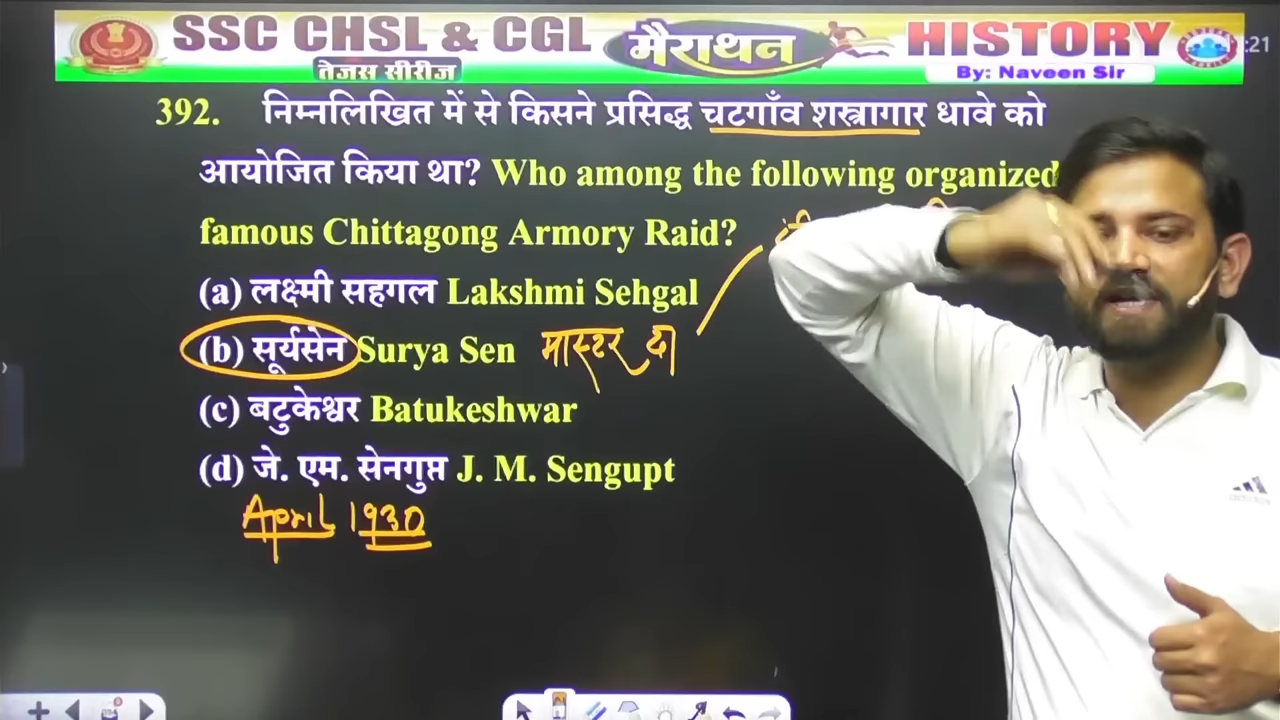 SSC CHSL & CGL मैराथन HISTORY :21
तेजस सीरीज By: Naveen Sir
392. निम्नलिखित में से किसने प्रसिद्ध चटगाँव शस्त्रागार धावे को
आयोजित किया था? Who among the following organized
famous Chittagong Armory Raid?
(a) लक्ष्मी सहगल Lakshmi Sehgal
(b) सूर्यसेन Surya Sen मास्टर दा
(c) बटुकेश्वर Batukeshwar
(d) जे. एम. सेनगुप्त J. M. Sengupt
April 1930